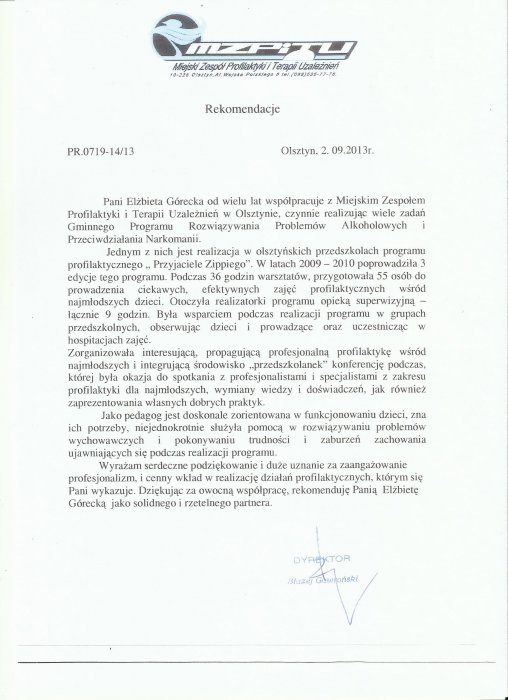 MZPiTU
Miejski Zespół Profilaktyki i Terapii Uzależnień
10-225 Olsztyn, Al. Wojska Polskiego 8 tel.(089)535-77-78,
Rekomendacje
PR.0719-14/13 Olsztyn, 2. 09.2013r.
Pani Elżbieta Górecka od wielu lat współpracuje z Miejskim Zespołem
Profilaktyki i Terapii Uzależnień w Olsztynie, czynnie realizując wiele zadań
Gminnego Programu Rozwiązywania Problemów Alkoholowych i
Przeciwdziałania Narkomanii.
Jednym z nich jest realizacja w olsztyńskich przedszkolach programu
profilaktycznego „ Przyjaciele Zippiego”. W latach 2009 – 2010 poprowadziła 3
edycje tego programu. Podczas 36 godzin warsztatów, przygotowała 55 osób do
prowadzenia ciekawych, efektywnych zajęć profilaktycznych wśród
najmłodszych dzieci. Otoczyła realizatorki programu opieką superwizyjną –
łącznie 9 godzin. Była wsparciem podczas realizacji programu w grupach
przedszkolnych, obserwując dzieci i prowadzące oraz uczestnicząc w
hospitacjach zajęć.
Zorganizowała interesującą, propagującą profesjonalną profilaktykę wśród
najmłodszych i integrującą środowisko „przedszkolanek” konferencję podczas,
której była okazja do spotkania z profesjonalistami i specjalistami z zakresu
profilaktyki dla najmłodszych, wymiany wiedzy i doświadczeń, jak również
zaprezentowania własnych dobrych praktyk.
Jako pedagog jest doskonale zorientowana w funkcjonowaniu dzieci, zna
ich potrzeby, niejednokrotnie służyła pomocą w rozwiązywaniu problemów
wychowawczych i pokonywaniu trudności i zaburzeń zachowania
ujawniających się podczas realizacji programu.
Wyrażam serdeczne podziękowanie i duże uznanie za zaangażowanie
profesjonalizm, i cenny wkład w realizację działań profilaktycznych, którym się
Pani wykazuje. Dziękując za owocną współpracę, rekomenduję Panią Elżbietę
Górecką jako solidnego i rzetelnego partnera.
DYREKTOR
Błażej Gawroński